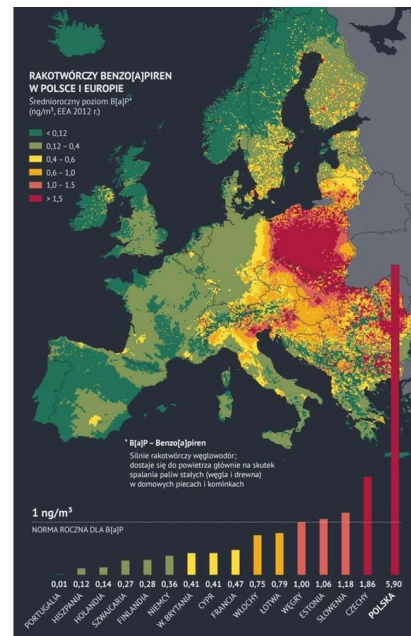 RAKOTWÓRCZY BENZO[A]PIREN
W POLSCE I EUROPIE
Średnioroczny poziom B[a]P*
(ng/m³, EEA 2012 r.)
< 0,12
0,12 – 0,4
0,4 – 0,6
0,6 – 1,0
1,0 – 1.5
> 1,5
* B[a]P – Benzo[a]piren
Silnie rakotwórczy węglowodór;
dostaje się do powietrza głównie na skutek
spalania paliw stałych (węgla i drewna)
w domowych piecach i kominkach
1 ng/m³
NORMA ROCZNA DLA B[a]P
0,01 0,12 0,14 0,27 0,28 0,36 0,41 0,41 0,47 0,75 0,79 1,00 1,06 1,18 1,86 5,90
PORTUGALIA HISZPANIA HOLANDIA SZWAJCARIA FINLANDIA NIEMCY W. BRYTANIA CYPR FRANCJA WŁOCHY ŁOTWA WĘGRY ESTONIA SŁOWENIA CZECHY POLSKA